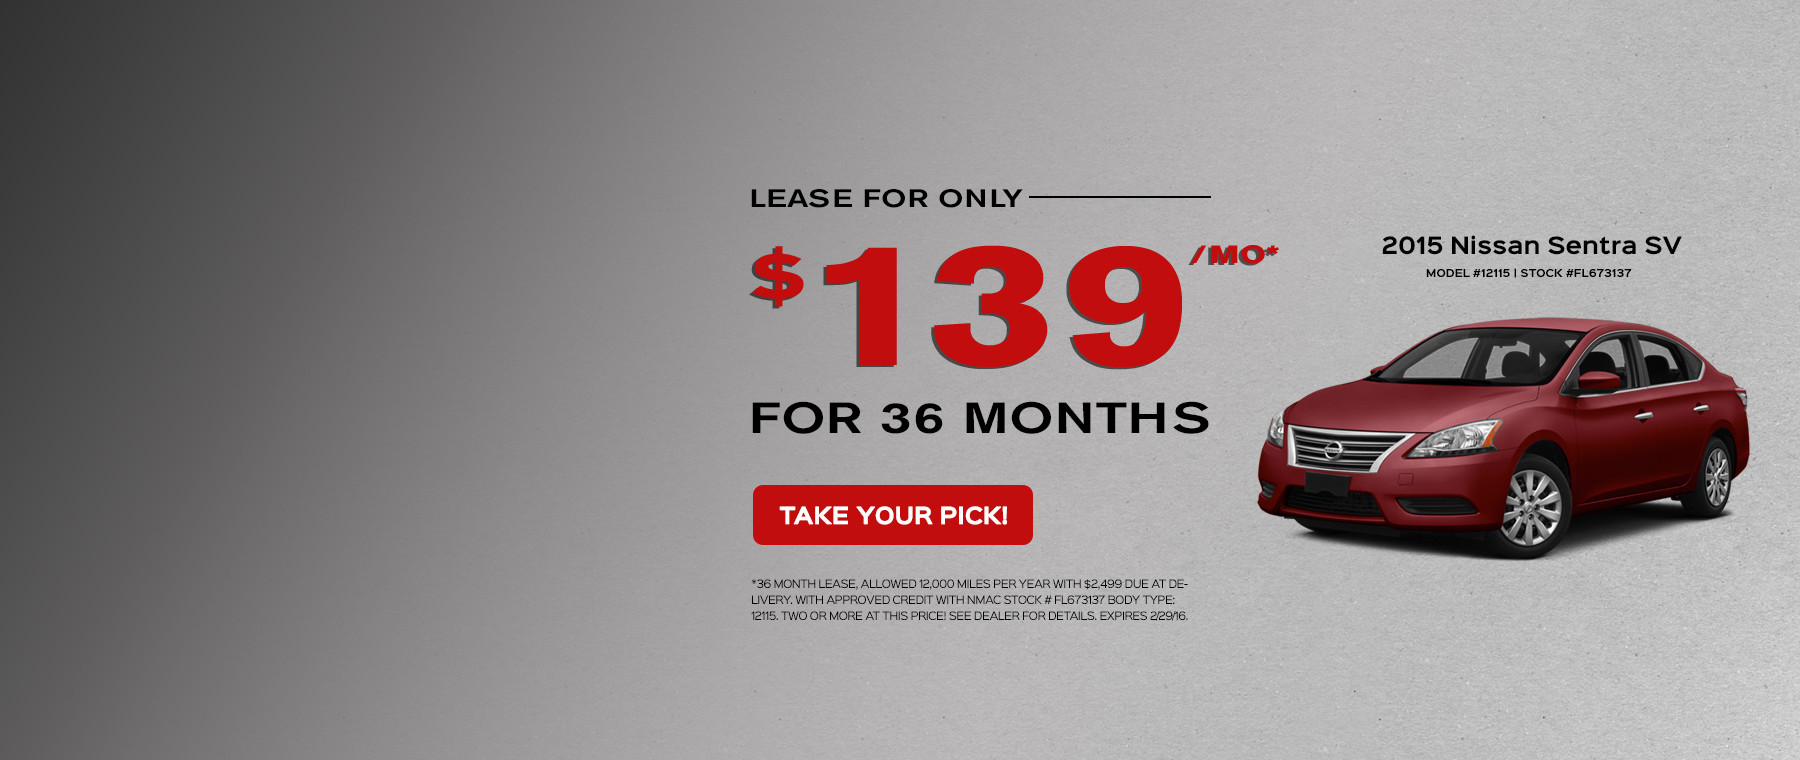 LEASE FOR ONLY
$139/MO*
FOR 36 MONTHS
TAKE YOUR PICK!
*36 MONTH LEASE, ALLOWED 12,000 MILES PER YEAR WITH $2,499 DUE AT DE-
LIVERY. WITH APPROVED CREDIT WITH NMAC STOCK # FL673137 BODY TYPE:
12115. TWO OR MORE AT THIS PRICE! SEE DEALER FOR DETAILS. EXPIRES 2/29/16.
2015 Nissan Sentra SV
MODEL #12115 | STOCK #FL673137